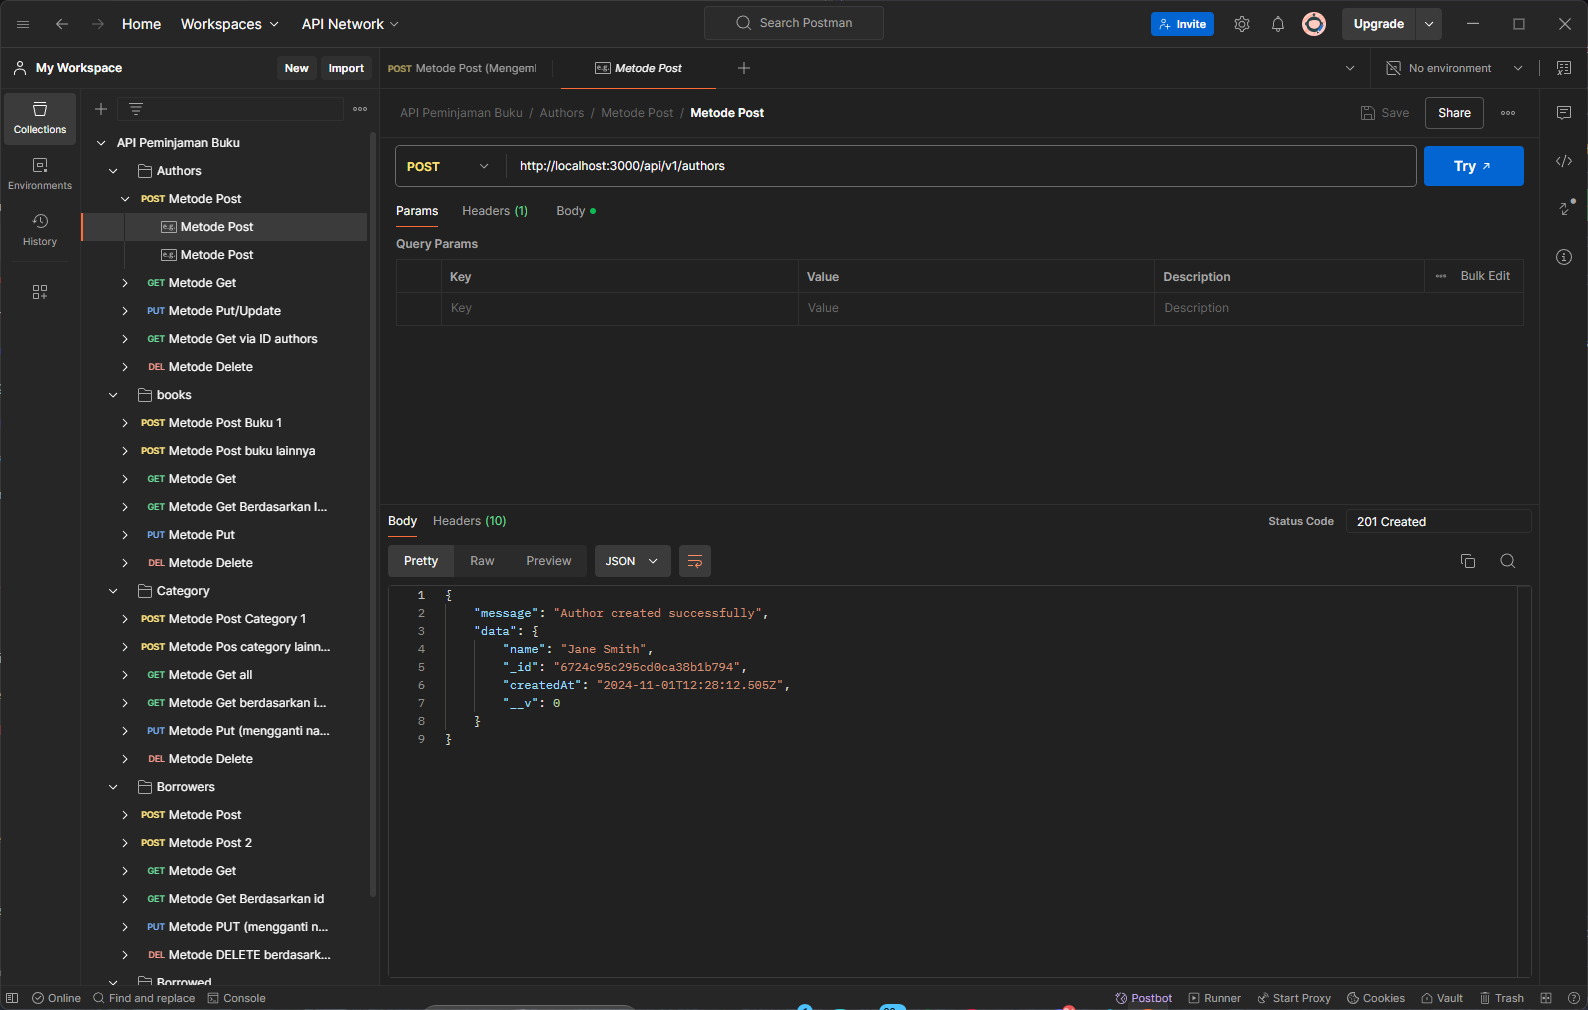 Home Workspaces API Network Search Postman Invite Upgrade
My Workspace New Import POST Metode Post (Mengeml e.g. Metode Post No environment
Collections
Environments
History
API Peminjaman Buku
Authors
POST Metode Post
e.g. Metode Post
e.g. Metode Post
GET Metode Get
PUT Metode Put/Update
GET Metode Get via ID authors
DEL Metode Delete
books
POST Metode Post Buku 1
POST Metode Post buku lainnya
GET Metode Get
GET Metode Get Berdasarkan I...
PUT Metode Put
DEL Metode Delete
Category
POST Metode Post Category 1
POST Metode Pos category lainn...
GET Metode Get all
GET Metode Get berdasarkan i...
PUT Metode Put (mengganti na...
DEL Metode Delete
Borrowers
POST Metode Post
POST Metode Post 2
GET Metode Get
GET Metode Get Berdasarkan id
PUT Metode PUT (mengganti n...
DEL Metode DELETE berdasark...
Borrowed
API Peminjaman Buku / Authors / Metode Post / Metode Post Save Share
POST http://localhost:3000/api/v1/authors Try
Params Headers (1) Body
Query Params
Key Value Description Bulk Edit
Key Value Description
Body Headers (10) Status Code 201 Created
Pretty Raw Preview JSON
1 {
2 "message": "Author created successfully",
3 "data": {
4 "name": "Jane Smith",
5 "_id": "6724c95c295cd0ca38b1b794",
6 "createdAt": "2024-11-01T12:28:12.505Z",
7 "__v": 0
8 }
9 }
Online Find and replace Console Postbot Runner Start Proxy Cookies Vault Trash